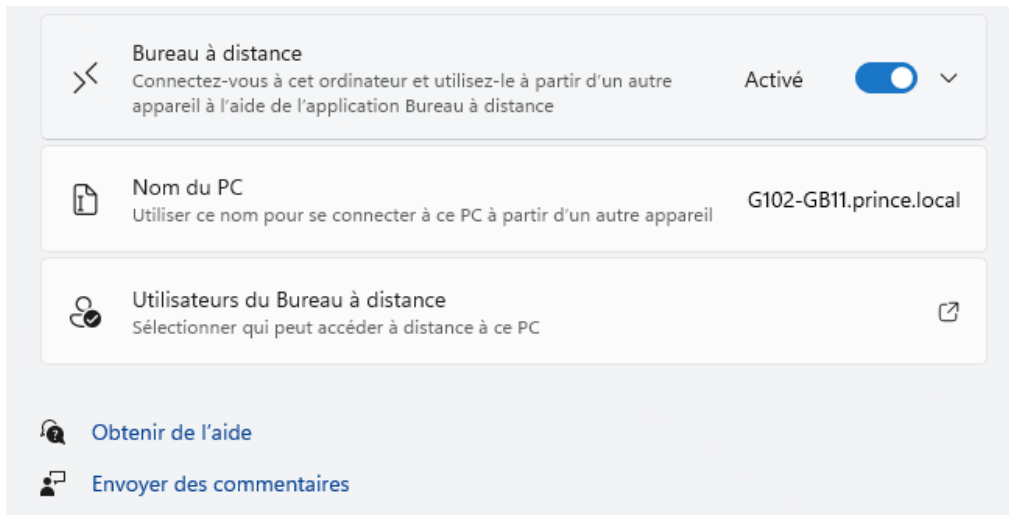 Bureau à distance
Connectez-vous à cet ordinateur et utilisez-le à partir d'un autre
appareil à l'aide de l'application Bureau à distance
Activé
Nom du PC
Utiliser ce nom pour se connecter à ce PC à partir d'un autre appareil
G102-GB11.prince.local
Utilisateurs du Bureau à distance
Sélectionner qui peut accéder à distance à ce PC
Obtenir de l'aide
Envoyer des commentaires